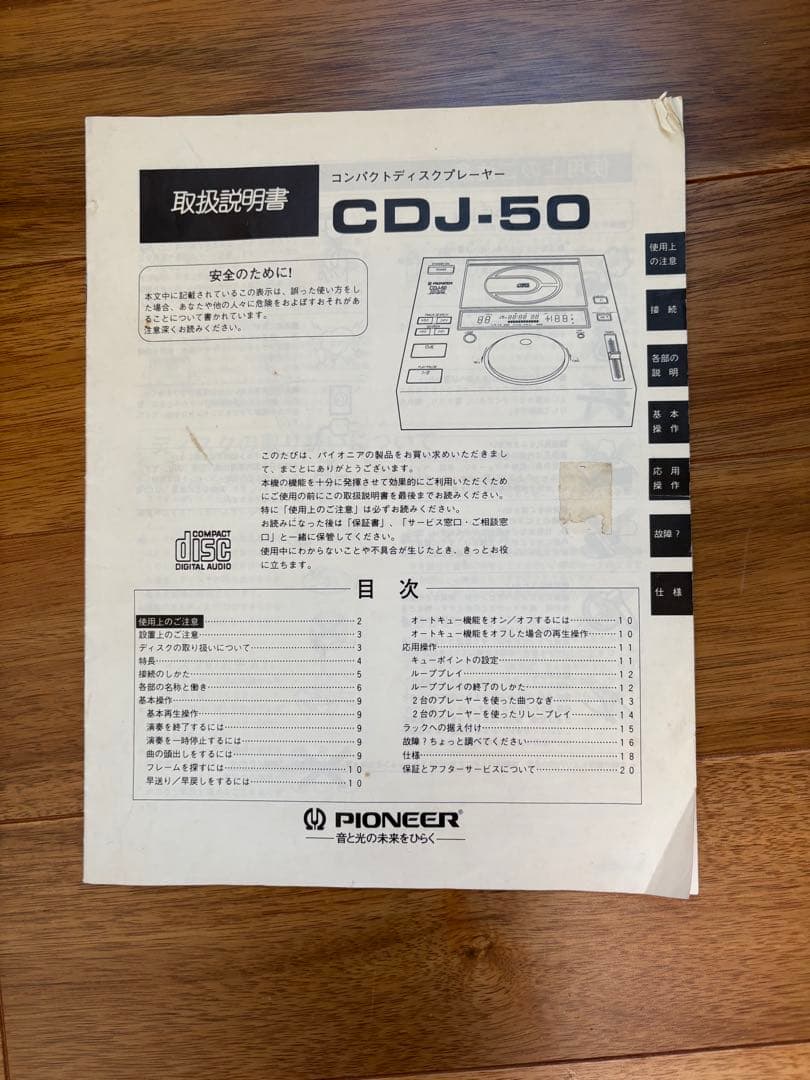 取扱説明書
コンパクトディスクプレーヤー
CDJ-50
安全のために!
本文中に記載されているこの表示は、誤った使い方をし
た場合、あなたや他の人々に危険をおよぼすおそれがあ
ることについて書かれています。
注意深くお読みください。
PIONEER
CDJ-50
使用上
の注意
接 続
各部の
説 明
基 本
操 作
応 用
操 作
故障?
仕 様
このたびは、パイオニアの製品をお買い求めいただきまし
て、まことにありがとうございます。
本機の機能を十分に発揮させて効果的にご利用いただくため
にご使用の前にこの取扱説明書を最後までお読みください。
特に「使用上のご注意」は必ずお読みください。
お読みになった後は「保証書」、「サービス窓口・ご相談窓
口」と一緒に保管してください。
使用中にわからないことや不具合が生じたとき、きっとお役
に立ちます。
COMPACT
disc
DIGITAL AUDIO
目 次
使用上のご注意 2
設置上のご注意 3
ディスクの取り扱いについて 3
特長 4
接続のしかた 5
各部の名称と働き 6
基本操作 9
基本再生操作 9
演奏を終了するには 9
演奏を一時停止するには 9
曲の頭出しをするには 9
フレームを探すには 10
早送り/早戻しをするには 10
オートキュー機能をオン/オフするには 10
オートキュー機能をオフした場合の再生操作 10
応用操作 11
キューポイントの設定 11
ループプレイ 12
ループプレイの終了のしかた 12
2台のプレーヤーを使った曲つなぎ 13
2台のプレーヤーを使ったリレープレイ 14
ラックへの据え付け 15
故障?ちょっと調べてください 16
仕様 18
保証とアフターサービスについて 20
PIONEER®
音と光の未来をひらく